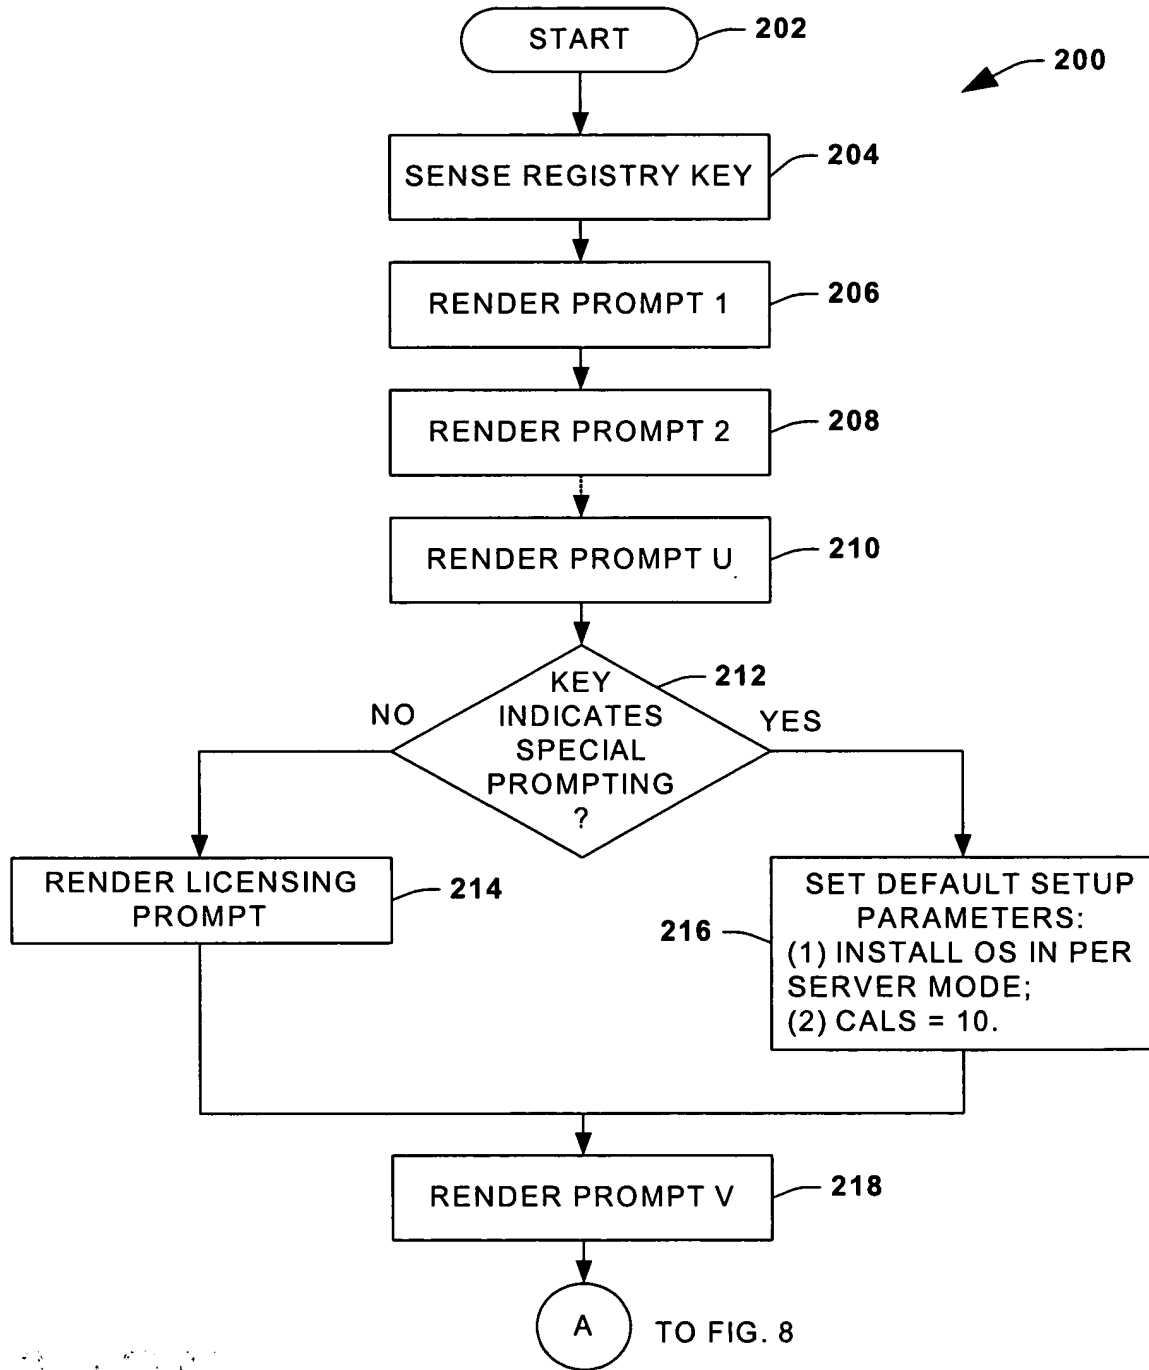 START
202
200
SENSE REGISTRY KEY
204
RENDER PROMPT 1
206
RENDER PROMPT 2
208
RENDER PROMPT U
210
KEY
INDICATES
SPECIAL
PROMPTING
?
212
NO
YES
RENDER LICENSING
PROMPT
214
SET DEFAULT SETUP
PARAMETERS:
(1) INSTALL OS IN PER
SERVER MODE;
(2) CALS = 10.
216
RENDER PROMPT V
218
A
TO FIG. 8